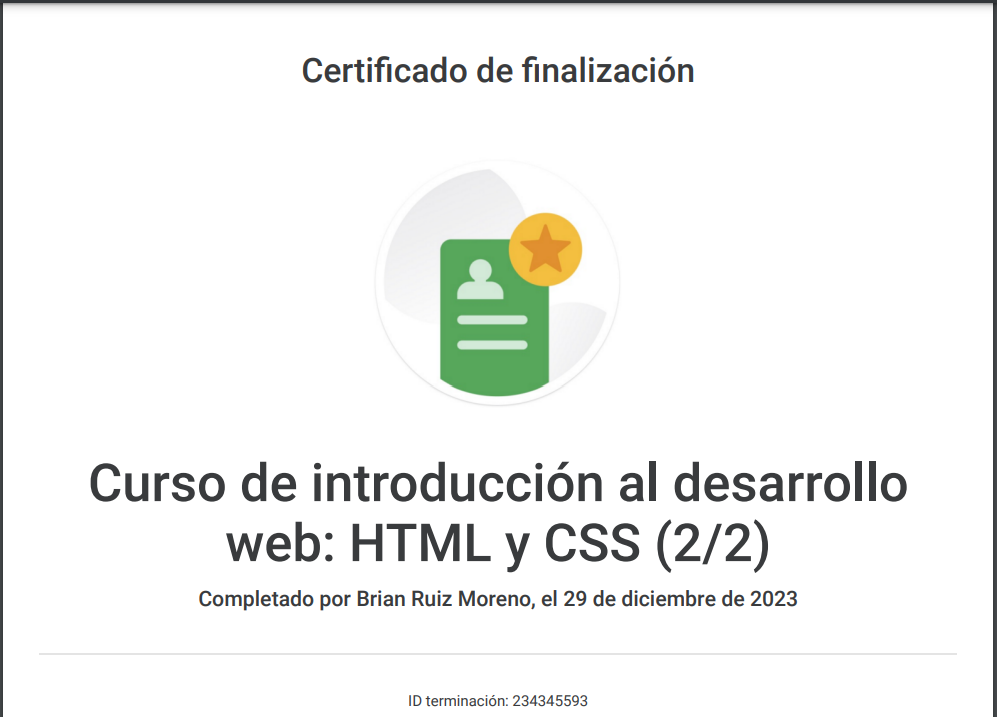 Certificado de finalización
Curso de introducción al desarrollo
web: HTML y CSS (2/2)
Completado por Brian Ruiz Moreno, el 29 de diciembre de 2023
ID terminación: 234345593